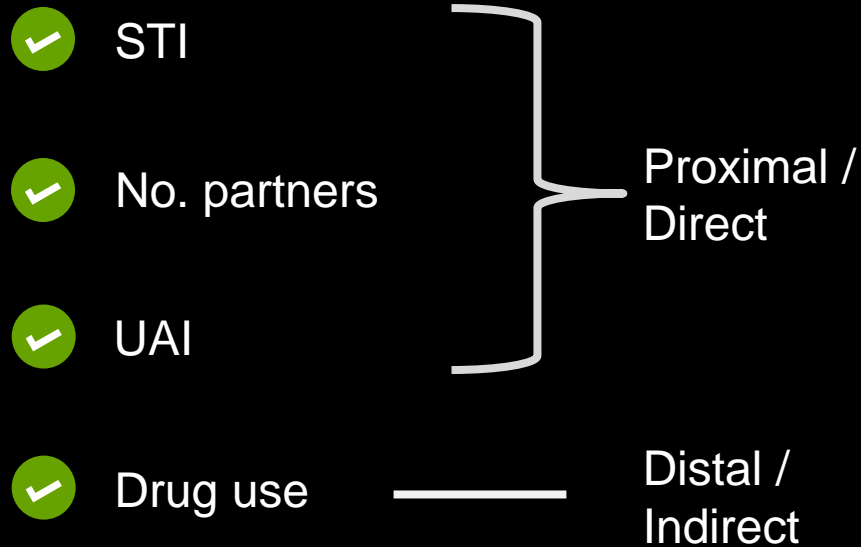 STI
No. partners
Proximal /
Direct
UAI
Drug use
Distal /
Indirect